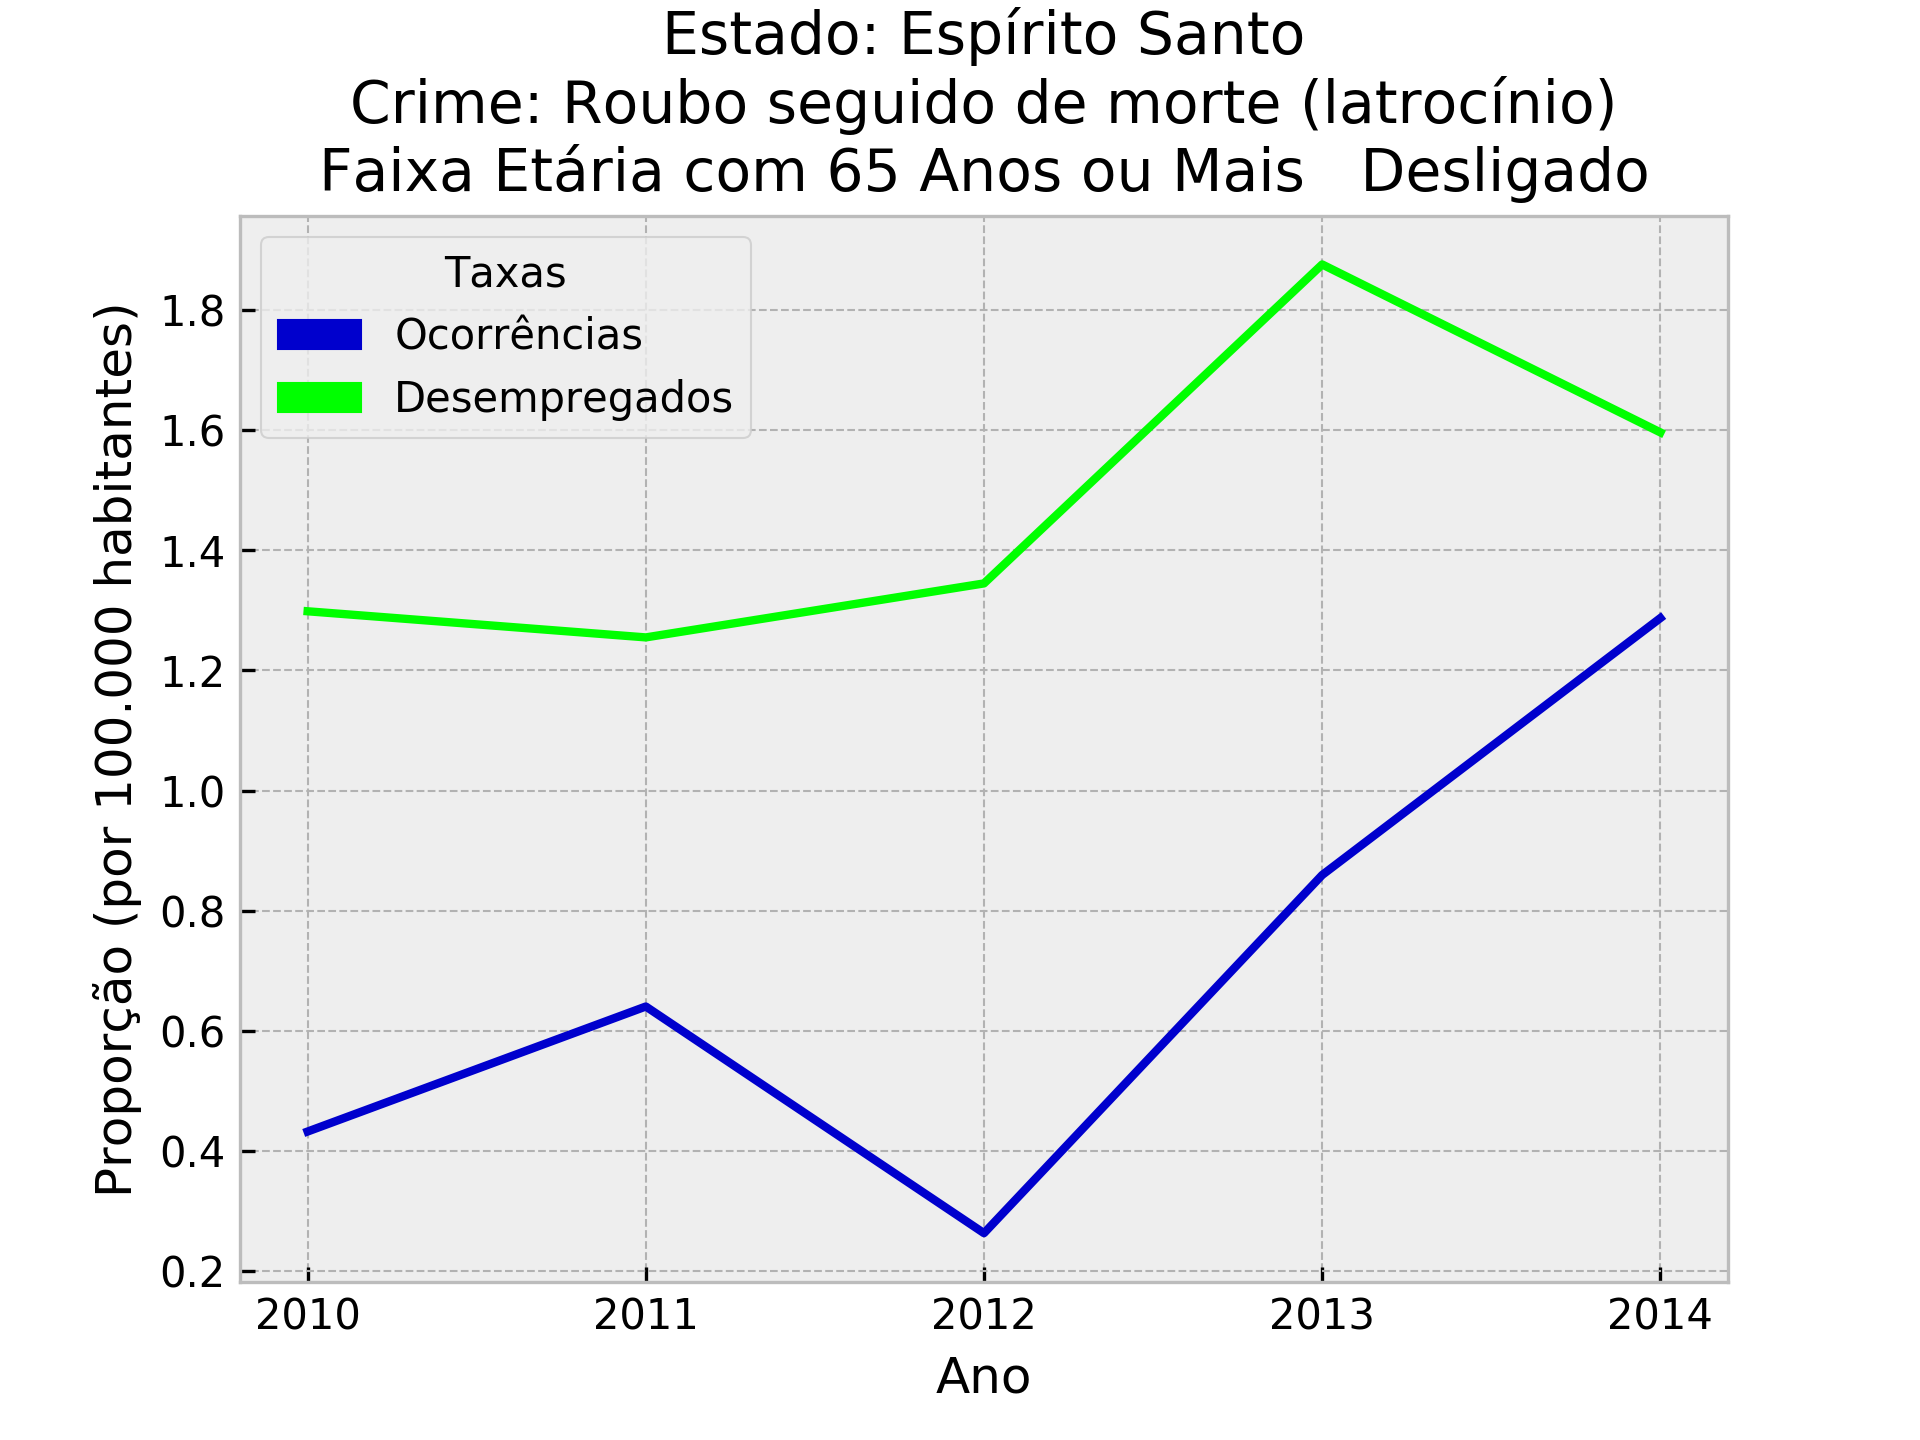 Estado: Espírito Santo
Crime: Roubo seguido de morte (latrocínio)
Faixa Etária com 65 Anos ou Mais   Desligado
Taxas
Ocorrências
Desempregados
Proporção (por 100.000 habitantes)
1.8
1.6
1.4
1.2
1.0
0.8
0.6
0.4
0.2
2010 2011 2012 2013 2014
Ano